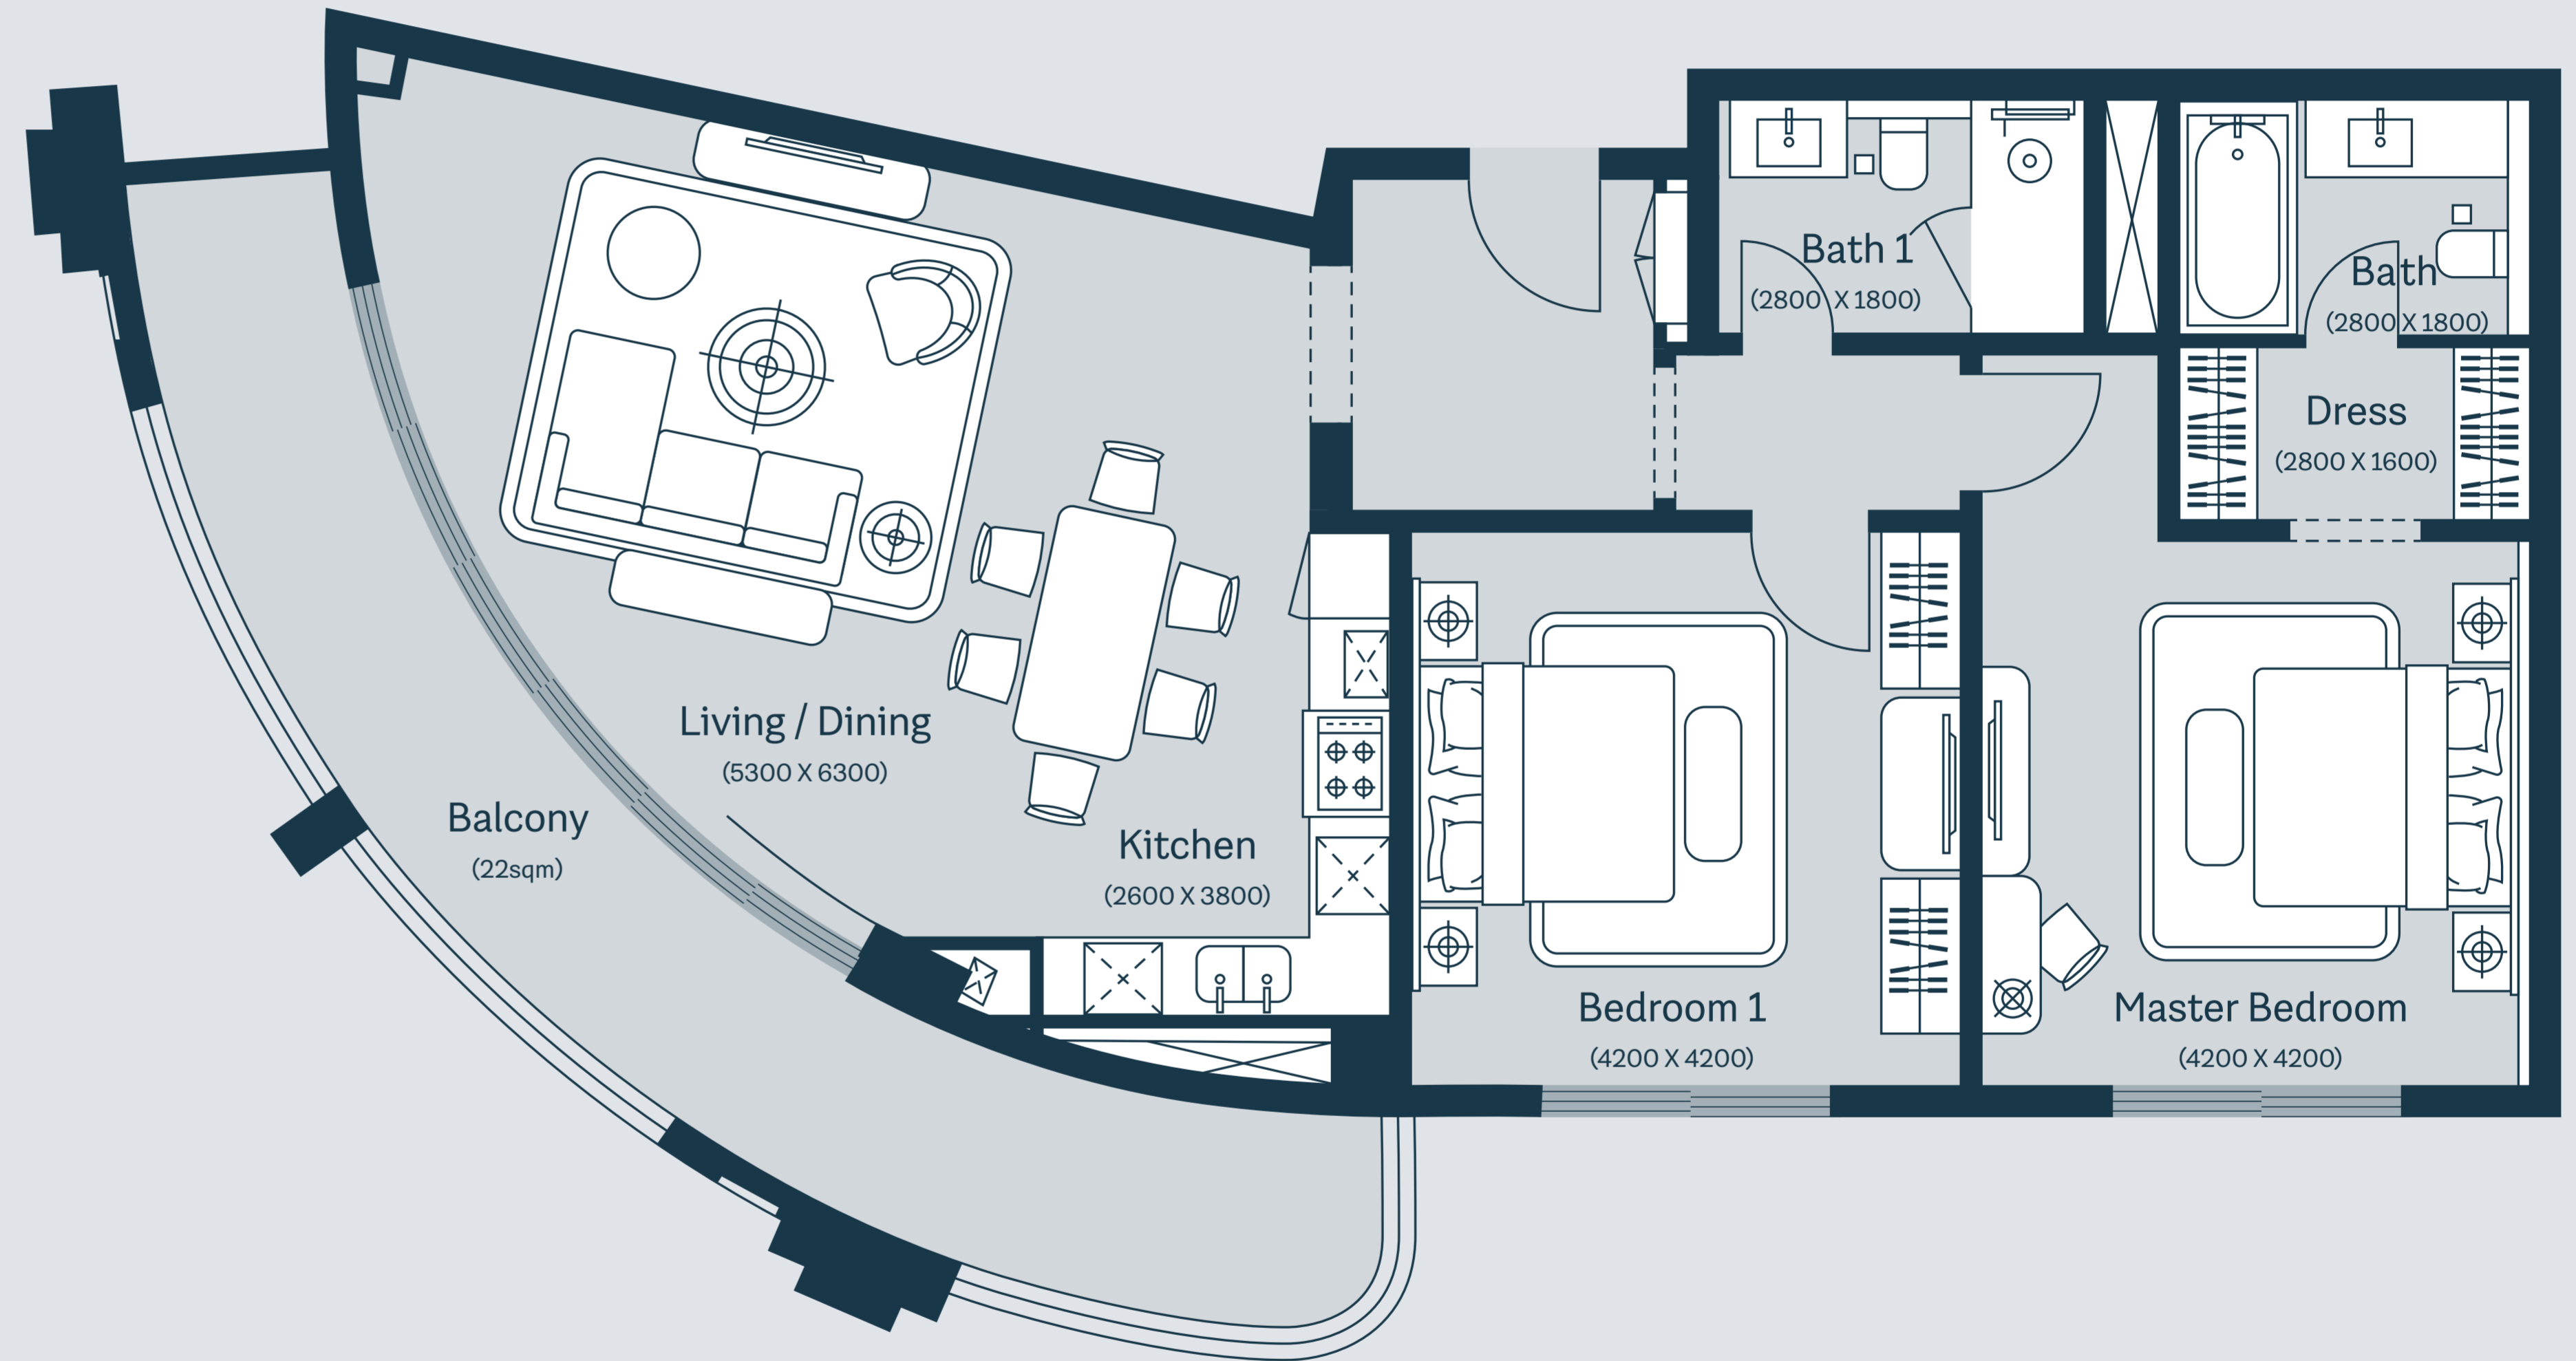 Bath 1
(2800 X 1800)
Bath
(2800 X 1800)
Dress
(2800 X 1600)
Living / Dining
(5300 X 6300)
Balcony
(22sqm)
Kitchen
(2600 X 3800)
Bedroom 1
(4200 X 4200)
Master Bedroom
(4200 X 4200)